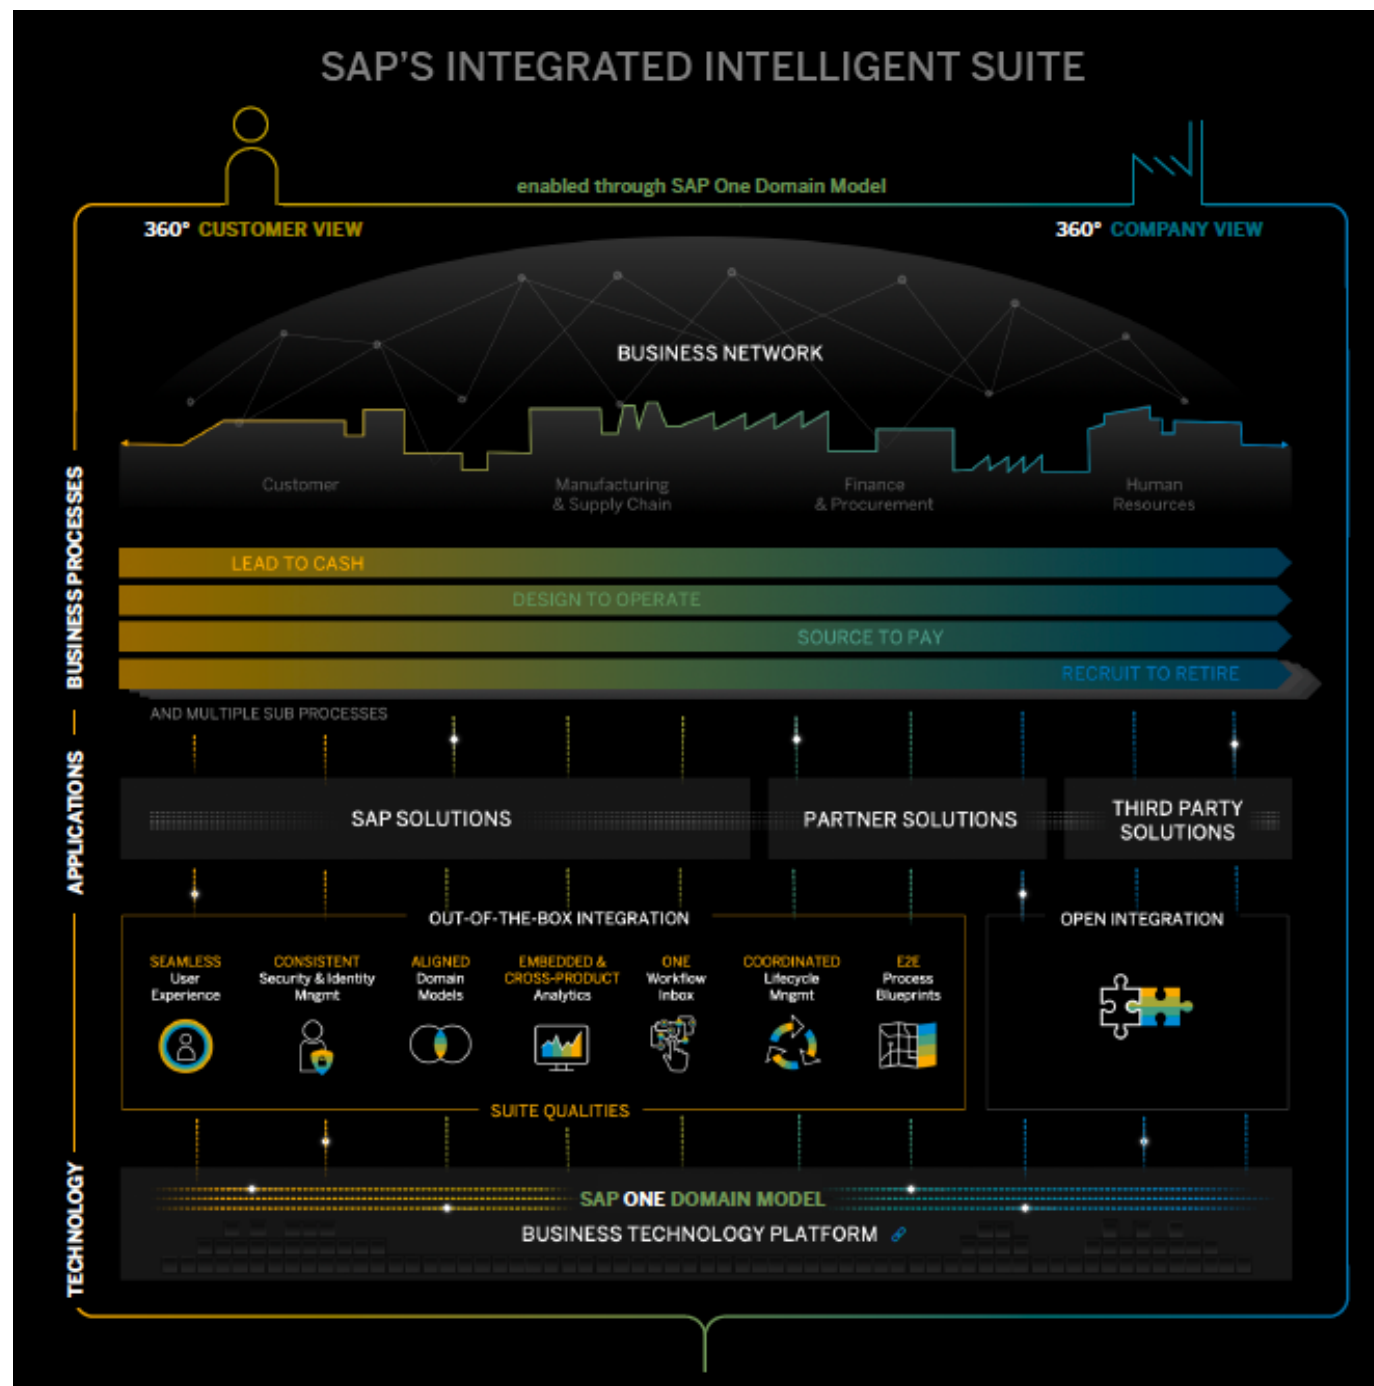 SAP'S INTEGRATED INTELLIGENT SUITE
enabled through SAP One Domain Model
360° CUSTOMER VIEW
360° COMPANY VIEW
BUSINESS NETWORK
Customer
Manufacturing
& Supply Chain
Finance
& Procurement
Human
Resources
BUSINESS PROCESSES
LEAD TO CASH
DESIGN TO OPERATE
SOURCE TO PAY
RECRUIT TO RETIRE
AND MULTIPLE SUB PROCESSES
APPLICATIONS
SAP SOLUTIONS
PARTNER SOLUTIONS
THIRD PARTY
SOLUTIONS
OUT-OF-THE-BOX INTEGRATION
SEAMLESS
User
Experience
CONSISTENT
Security & Identity
Mngmt
ALIGNED
Domain
Models
EMBEDDED &
CROSS-PRODUCT
Analytics
ONE
Workflow
Inbox
COORDINATED
Lifecycle
Mngmt
E2E
Process
Blueprints
SUITE QUALITIES
OPEN INTEGRATION
TECHNOLOGY
SAP ONE DOMAIN MODEL
BUSINESS TECHNOLOGY PLATFORM